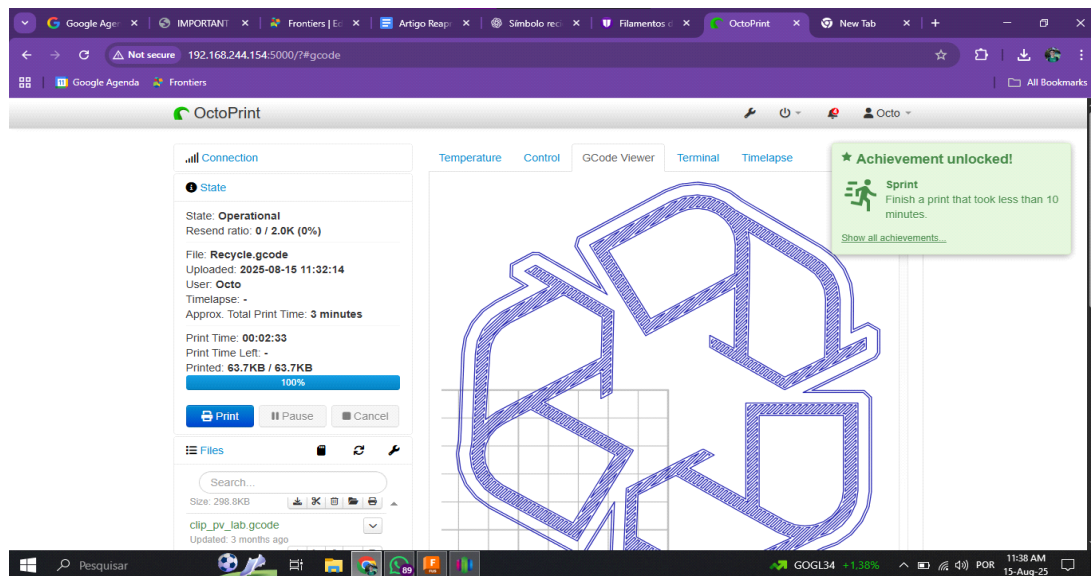 Google Ager
IMPORTANT
Frontiers | Ec
Artigo Reapr
Símbolo reci
Filamentos d
OctoPrint
New Tab
Not secure
192.168.244.154:5000/?#gcode
Google Agenda
Frontiers
All Bookmarks
OctoPrint
Octo
Connection
State
State: Operational
Resend ratio: 0 / 2.0K (0%)
File: Recycle.gcode
Uploaded: 2025-08-15 11:32:14
User: Octo
Timelapse: -
Approx. Total Print Time: 3 minutes
Print Time: 00:02:33
Print Time Left: -
Printed: 63.7KB / 63.7KB
100%
Print
Pause
Cancel
Files
Search...
Size: 298.8KB
clip_pv_lab.gcode
Updated: 3 months ago
Temperature
Control
GCode Viewer
Terminal
Timelapse
Achievement unlocked!
Sprint
Finish a print that took less than 10
minutes.
Show all achievements...
Pesquisar
89
GOGL34 +1,38%
POR
11:38 AM
15-Aug-25